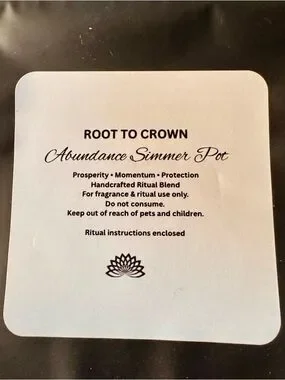 ROOT TO CROWN
Abundance Simmer Pot
Prosperity • Momentum • Protection
Handcrafted Ritual Blend
For fragrance & ritual use only.
Do not consume.
Keep out of reach of pets and children.
Ritual instructions enclosed